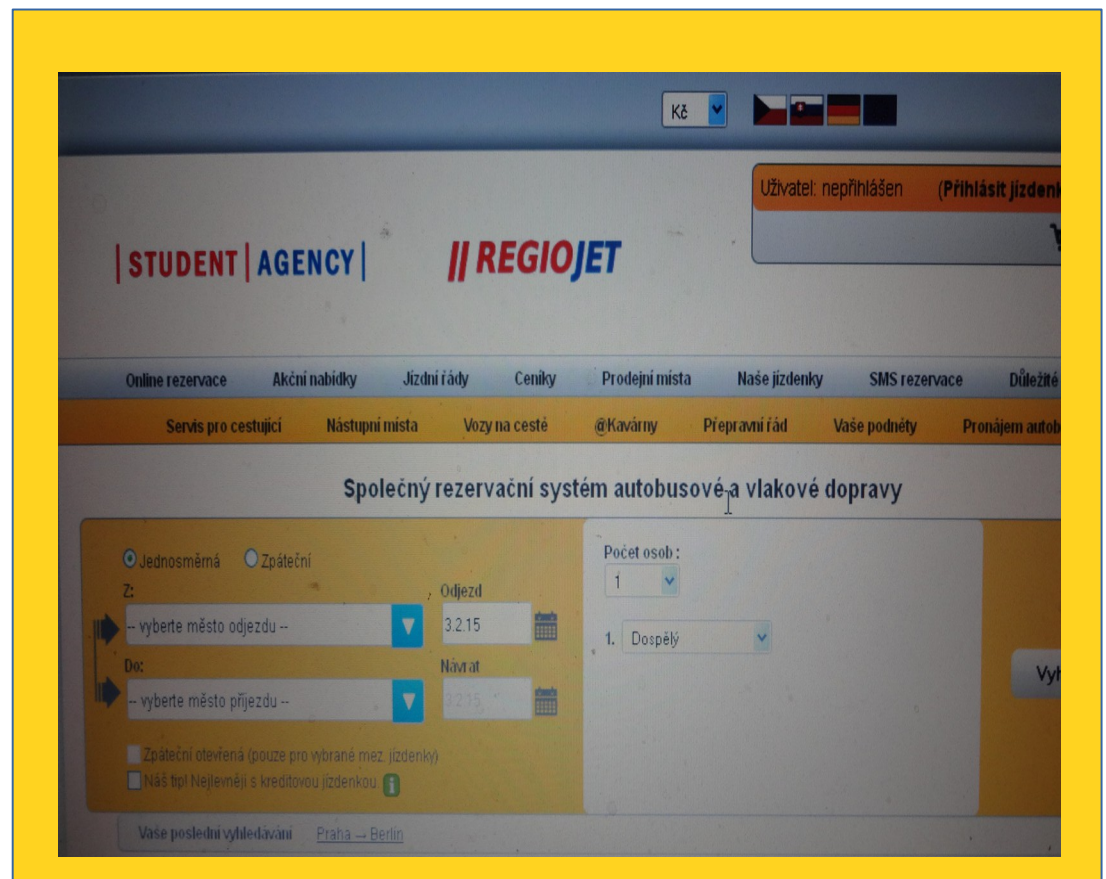 Kč
Uživatel: nepřihlášen (Přihlásit jízdenk
|STUDENT|AGENCY| || REGIOJET
Online rezervace Akční nabídky Jízdní řády Ceníky Prodejní místa Naše jízdenky SMS rezervace Důležité
Servis pro cestující Nástupní místa Vozy na cestě @Kavárny Přepravní řád Vaše podněty Pronájem autob
Společný rezervační systém autobusové a vlakové dopravy
Jednosměrná Zpáteční
Počet osob :
1
Z: Odjezd
-- vyberte město odjezdu -- 3.2.15
1. Dospělý
Do: Návrat
-- vyberte město příjezdu -- 3.2.15
Vyh
Zpáteční otevřená (pouze pro vybrané mez. jízdenky)
Náš tip! Nejlevněji s kreditovou jízdenkou i
Vaše poslední vyhledávání Praha → Berlín